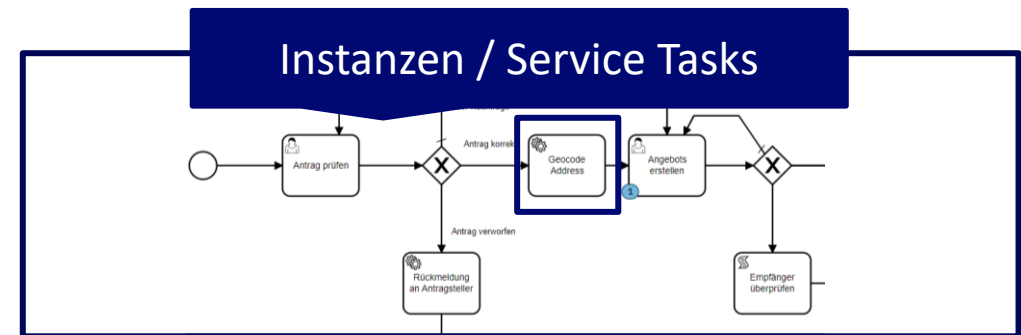 Instanzen / Service Tasks
Antrag prüfen
X
Antrag korrek
Geocode
Address
Angebots
erstellen
1
X
Antrag verworfen
Rückmeldung
an Antragsteller
Empfänger
überprüfen